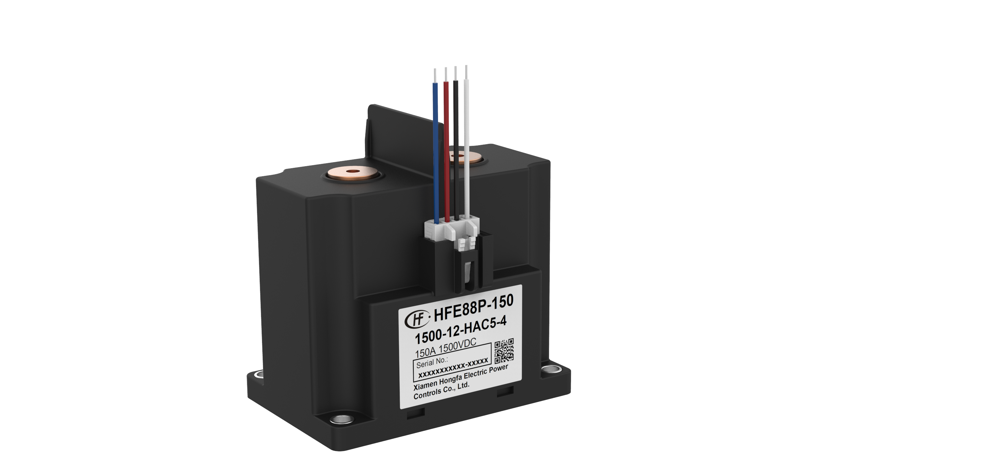 HF HFE88P-150
1500-12-HAC5-4
150A 1500VDC
Serial No.:
xxxxxxxxxxx-xxxxx
Xiamen Hongfa Electric Power
Controls Co., Ltd.